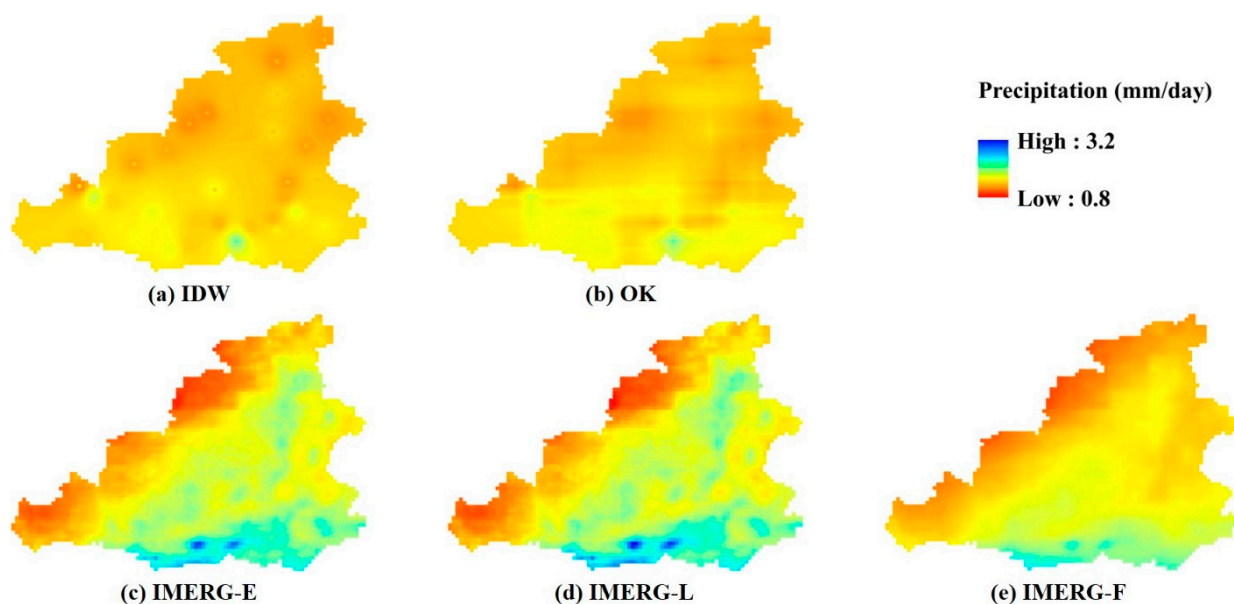 Precipitation (mm/day)
High : 3.2
Low : 0.8
(a) IDW
(b) OK
(c) IMERG-E
(d) IMERG-L
(e) IMERG-F